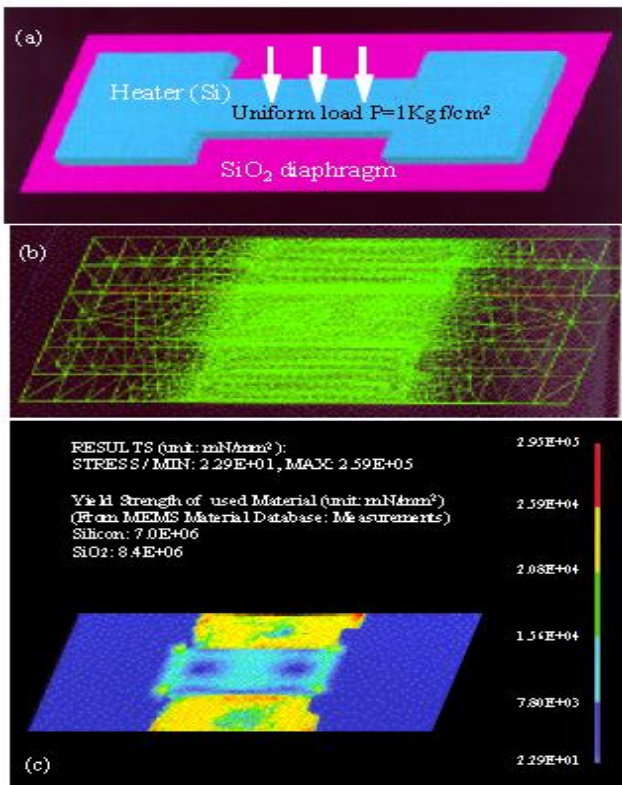 (a)
Heater (Si)
Uniform load P=1Kgf/cm²
SiO₂ diaphragm
(b)
RESULTS (unit: mN/mm²):
STRESS / MIN: 2.29E+01, MAX: 2.59E+05
Yield Strength of used Material (unit: mN/mm²)
(From MEMS Material Database: Measurements)
Silicon: 7.0E+06
SiO₂: 8.4E+06
2.95E+05
2.59E+04
2.08E+04
1.54E+04
7.80E+03
2.29E+01
(c)